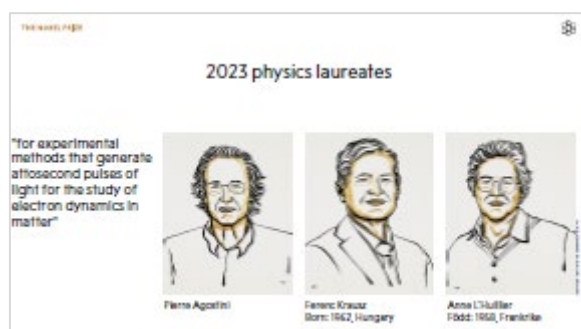 THE NOBEL PRIZE
2023 physics laureates
"for experimental
methods that generate
attosecond pulses of
light for the study of
electron dynamics in
matter"
Pierre Agostini
Ferenc Krausz
Born: 1962, Hungary
Anne L'Huillier
Född: 1958, Frankrike